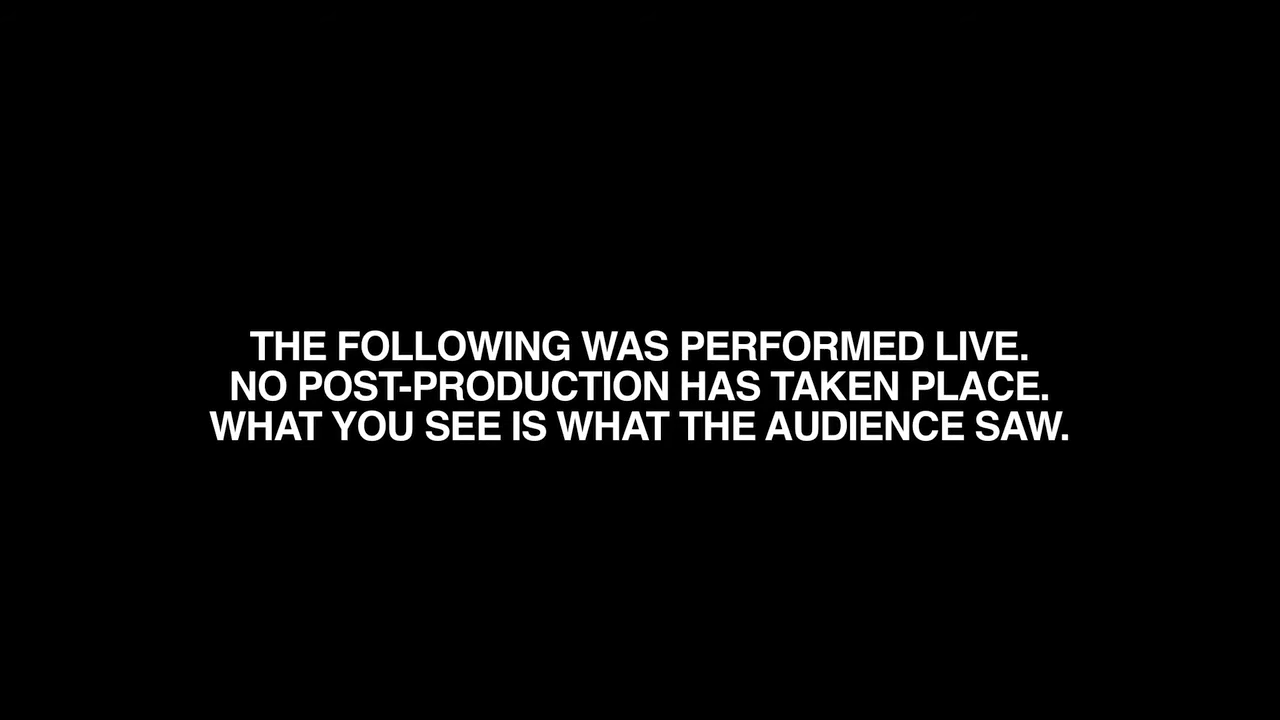 THE FOLLOWING WAS PERFORMED LIVE.
NO POST-PRODUCTION HAS TAKEN PLACE.
WHAT YOU SEE IS WHAT THE AUDIENCE SAW.